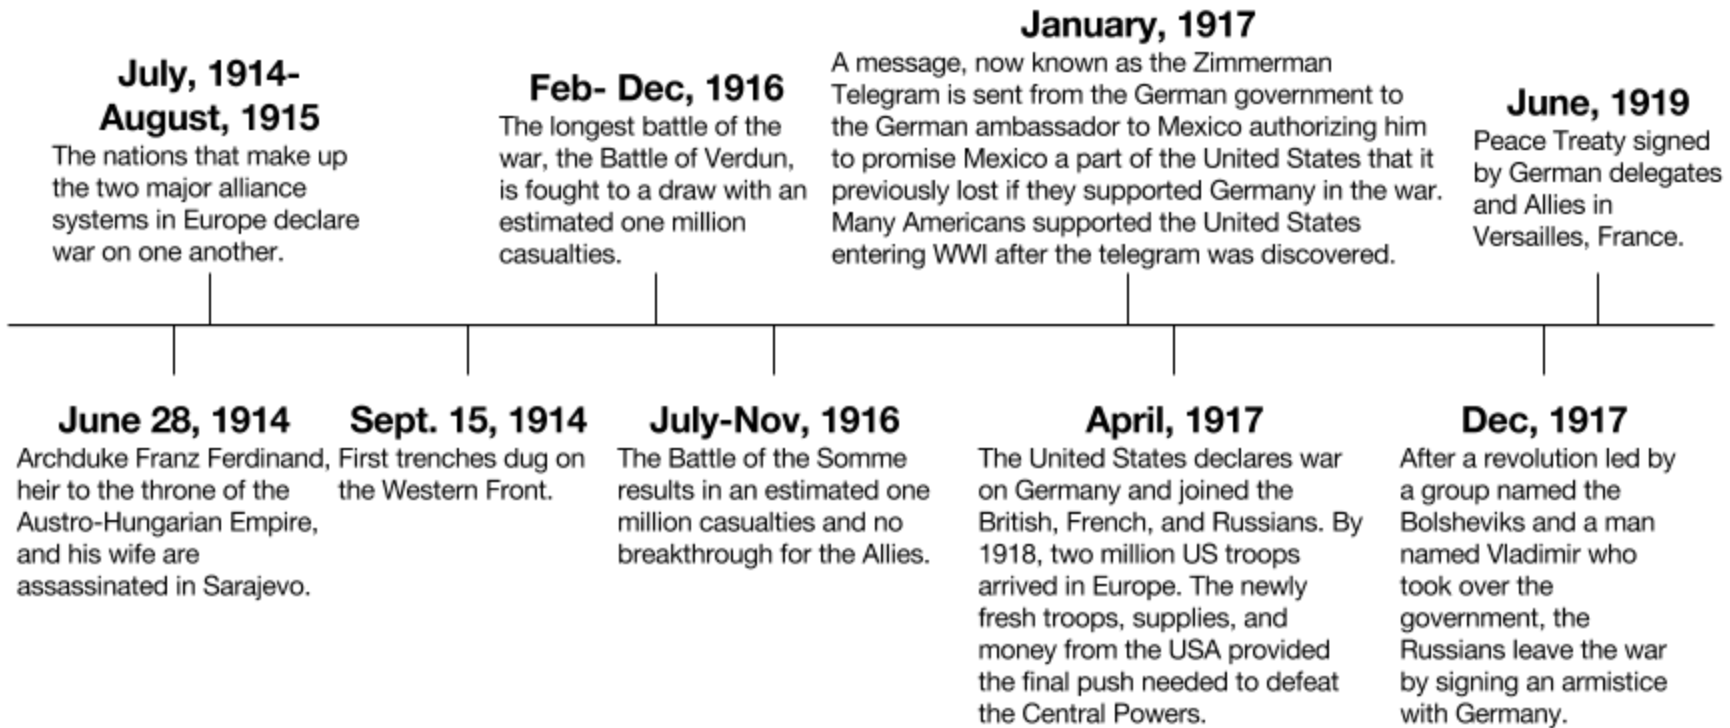 July, 1914-
August, 1915
The nations that make up
the two major alliance
systems in Europe declare
war on one another.
Feb- Dec, 1916
The longest battle of the
war, the Battle of Verdun,
is fought to a draw with an
estimated one million
casualties.
January, 1917
A message, now known as the Zimmerman
Telegram is sent from the German government to
the German ambassador to Mexico authorizing him
to promise Mexico a part of the United States that it
previously lost if they supported Germany in the war.
Many Americans supported the United States
entering WWI after the telegram was discovered.
June, 1919
Peace Treaty signed
by German delegates
and Allies in
Versailles, France.
June 28, 1914
Archduke Franz Ferdinand,
heir to the throne of the
Austro-Hungarian Empire,
and his wife are
assassinated in Sarajevo.
Sept. 15, 1914
First trenches dug on
the Western Front.
July-Nov, 1916
The Battle of the Somme
results in an estimated one
million casualties and no
breakthrough for the Allies.
April, 1917
The United States declares war
on Germany and joined the
British, French, and Russians. By
1918, two million US troops
arrived in Europe. The newly
fresh troops, supplies, and
money from the USA provided
the final push needed to defeat
the Central Powers.
Dec, 1917
After a revolution led by
a group named the
Bolsheviks and a man
named Vladimir who
took over the
government, the
Russians leave the war
by signing an armistice
with Germany.